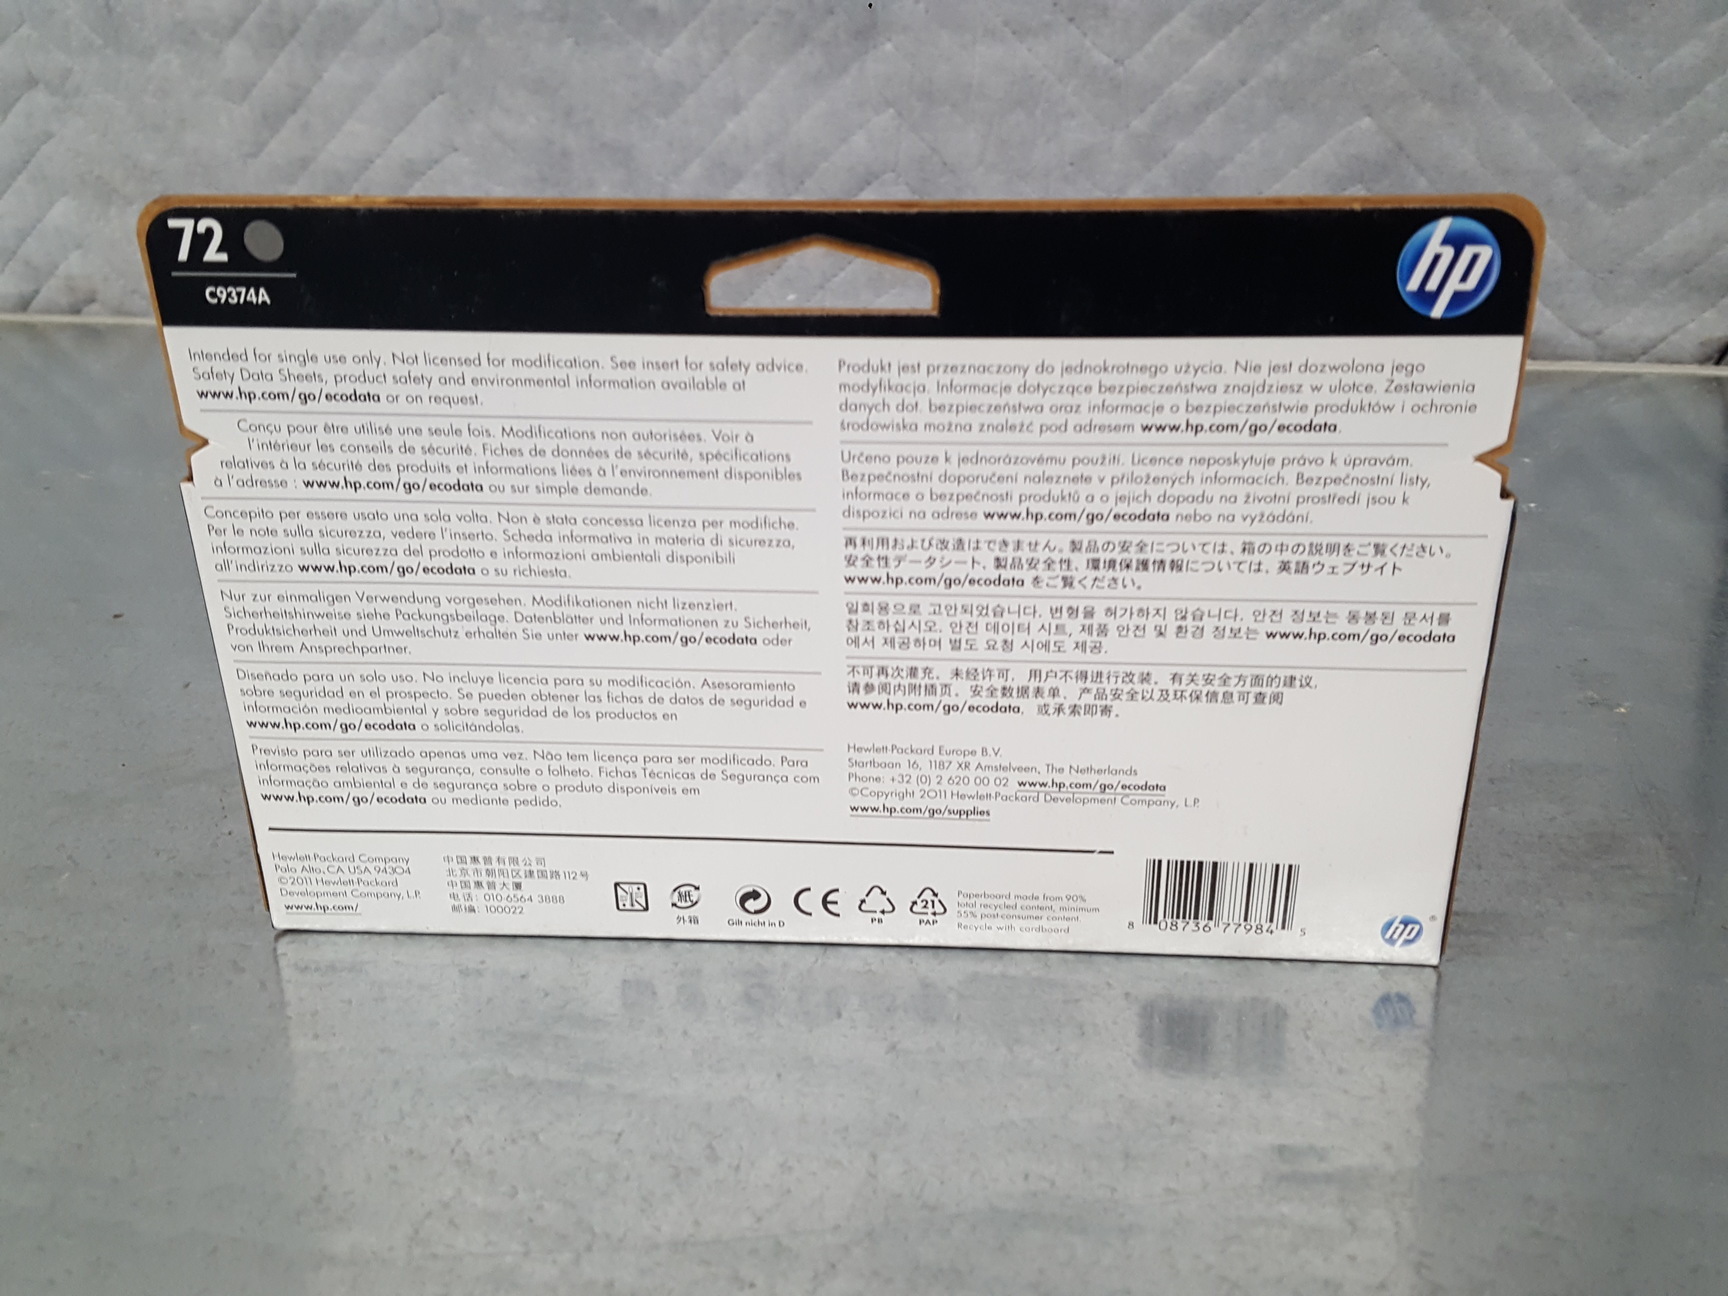 72
C9374A
hp
Intended for single use only. Not licensed for modification. See insert for safety advice.
Safety Data Sheets, product safety and environmental information available at
www.hp.com/go/ecodata or on request.
Conçu pour être utilisé une seule fois. Modifications non autorisées. Voir à
l'intérieur les conseils de sécurité. Fiches de données de sécurité, spécifications
relatives à la sécurité des produits et informations liées à l'environnement disponibles
à l'adresse : www.hp.com/go/ecodata ou sur simple demande.
Concepito per essere usato una sola volta. Non è stata concessa licenza per modifiche.
Per le note sulla sicurezza, vedere l'inserto. Scheda informativa in materia di sicurezza,
informazioni sulla sicurezza del prodotto e informazioni ambientali disponibili
all'indirizzo www.hp.com/go/ecodata o su richiesta.
Nur zur einmaligen Verwendung vorgesehen. Modifikationen nicht lizenziert.
Sicherheitshinweise siehe Packungsbeilage. Datenblätter und Informationen zu Sicherheit,
Produktsicherheit und Umweltschutz erhalten Sie unter www.hp.com/go/ecodata oder
von Ihrem Ansprechpartner.
Diseñado para un solo uso. No incluye licencia para su modificación. Asesoramiento
sobre seguridad en el prospecto. Se pueden obtener las fichas de datos de seguridad e
información medioambiental y sobre seguridad de los productos en
www.hp.com/go/ecodata o solicitándolas.
Previsto para ser utilizado apenas uma vez. Não tem licença para ser modificado. Para
informações relativas à segurança, consulte o folheto. Fichas Técnicas de Segurança com
informação ambiental e de segurança sobre o produto disponíveis em
www.hp.com/go/ecodata ou mediante pedido.
Produkt jest przeznaczony do jednokrotnego użycia. Nie jest dozwolona jego
modyfikacja. Informacje dotyczące bezpieczeństwa znajdziesz w ulotce. Zestawienia
danych dot. bezpieczeństwa oraz informacje o bezpieczeństwie produktów i ochronie
środowiska można znaleźć pod adresem www.hp.com/go/ecodata.
Určeno pouze k jednorázovému použití. Licence neposkytuje právo k úpravám.
Bezpečnostní doporučení naleznete v přiložených informacích. Bezpečnostní listy,
informace o bezpečnosti produktů a o jejich dopadu na životní prostředí jsou k
dispozici na adrese www.hp.com/go/ecodata nebo na vyžádání.
再利用および改造はできません。製品の安全については、箱の中の説明をご覧ください。
安全性データシート、製品安全性、環境保護情報については、英語ウェブサイト
www.hp.com/go/ecodata をご覧ください。
일회용으로 고안되었습니다. 변형을 허가하지 않습니다. 안전 정보는 동봉된 문서를
참조하십시오. 안전 데이터 시트, 제품 안전 및 환경 정보는 www.hp.com/go/ecodata
에서 제공하며 별도 요청 시에도 제공.
不可再次灌充。未经许可，用户不得进行改装。有关安全方面的建议，
请参阅内附插页。安全数据表单、产品安全以及环保信息可查阅
www.hp.com/go/ecodata，或承索即寄。
Hewlett-Packard Europe B.V.
Startbaan 16, 1187 XR Amstelveen, The Netherlands
Phone: +32 (0) 2 620 00 02 www.hp.com/go/ecodata
©Copyright 2011 Hewlett-Packard Development Company, L.P.
www.hp.com/go/supplies
Hewlett-Packard Company
Palo Alto, CA USA 94304
©2011 Hewlett-Packard
Development Company, L.P.
www.hp.com/
中国惠普有限公司
北京市朝阳区建国路112号
中国惠普大厦
电话: 010-6564 3888
邮编: 100022
紙
外箱
Gilt nicht in D
CE
PB
21
PAP
Paperboard made from 90%
total recycled content, minimum
55% post-consumer content.
Recycle with cardboard
8 08736 77984 5
hp®